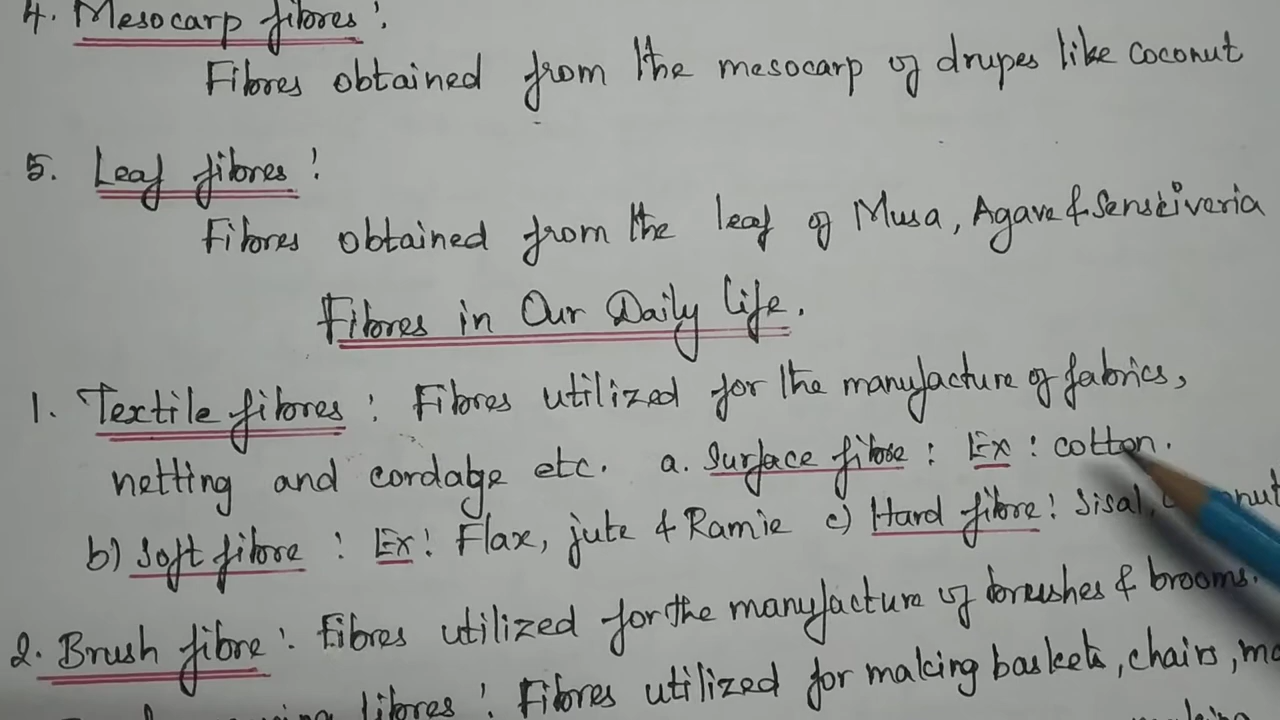 4. Mesocarp fibres :
Fibres obtained from the mesocarp of drupes like coconut
5. Leaf fibres :
Fibres obtained from the leaf of Musa, Agave & Senseiveria
Fibres in Our Daily life.
1. Textile fibres : Fibres utilized for the manufacture of fabrics,
netting and cordage etc. a. Surface fibre : Ex : cotton.
b) Soft fibre : Ex : Flax, jute & Ramie c) Hard fibre : Sisal,
2. Brush fibre : Fibres utilized for the manufacture of brushes & brooms.
fibres : Fibres utilized for making baskets, chairs,